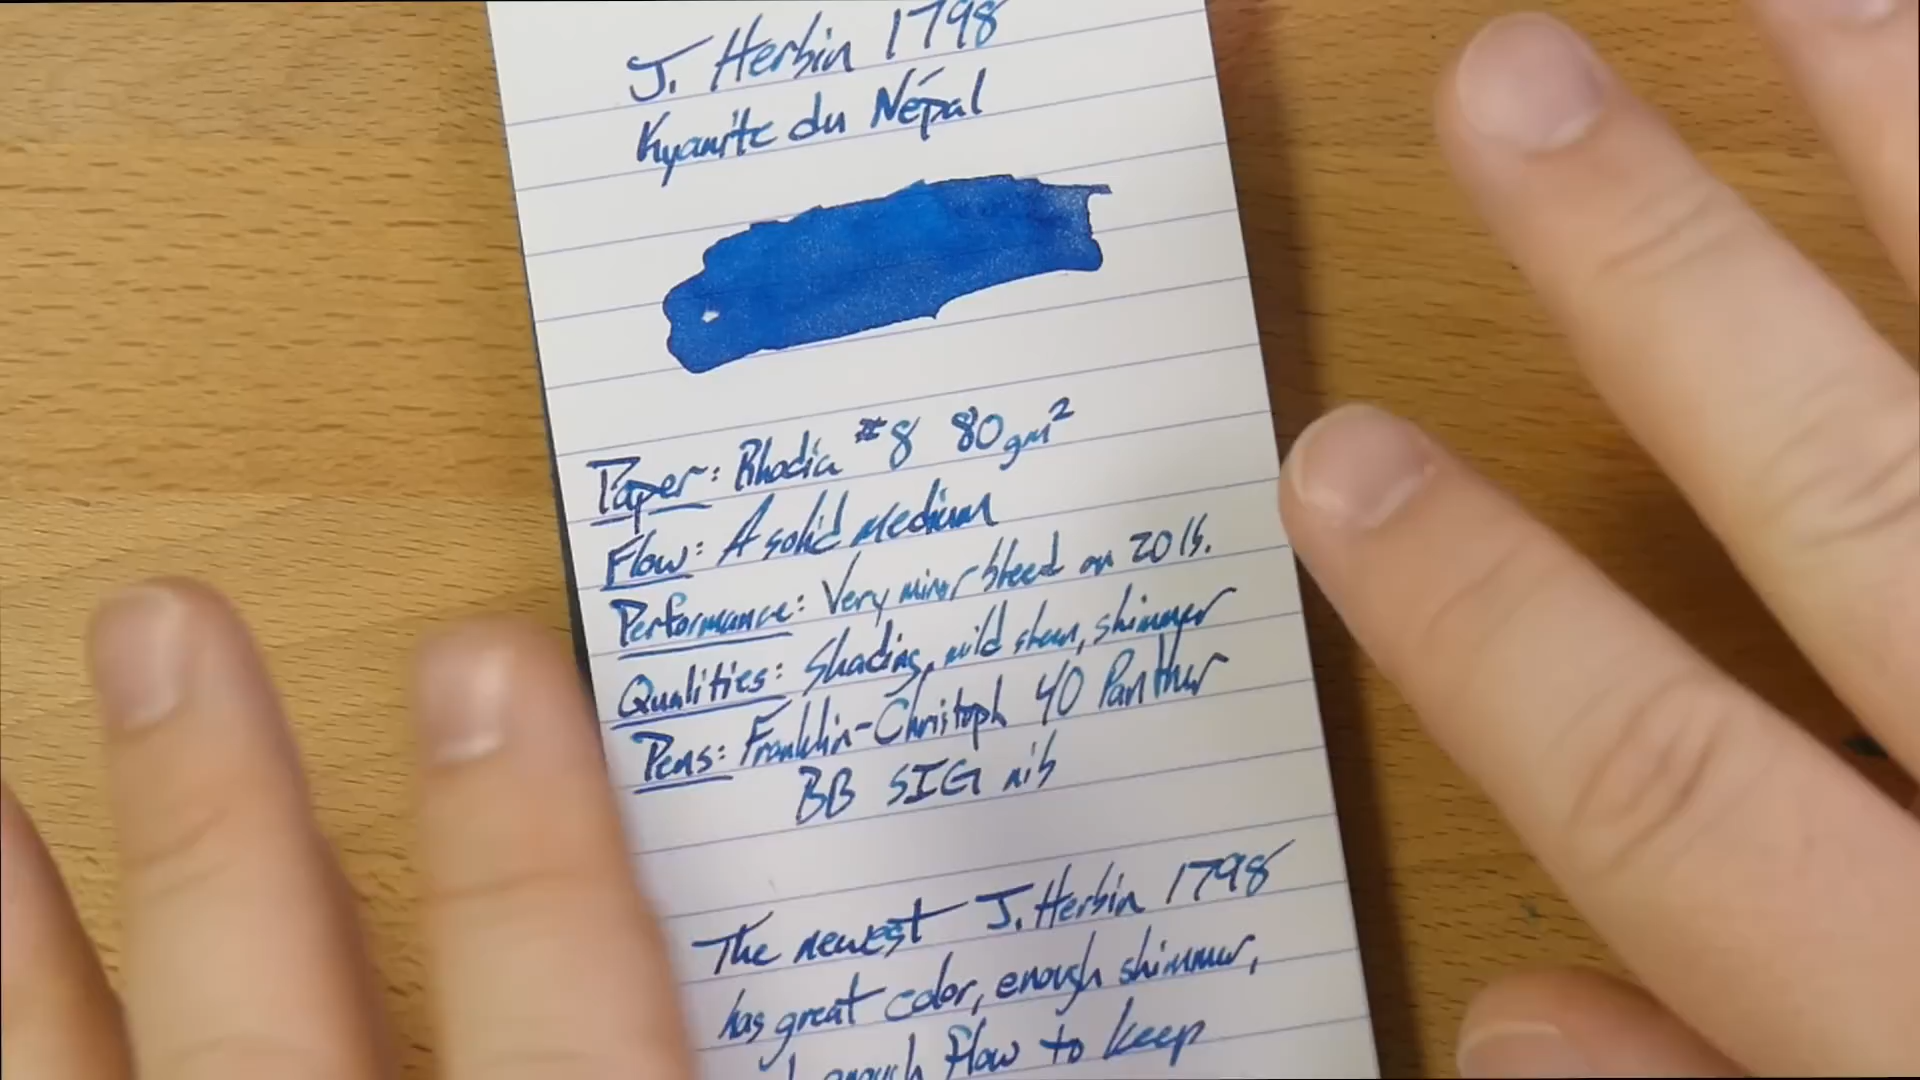 J. Herbin 1798
Kyanite du Népal
Paper: Rhodia #8 80gm²
Flow: A solid medium
Performance: Very minor bleed on 20 lb.
Qualities: Shading, mild sheen, shimmer
Pens: Franklin-Christoph 40 Panther
BB SIG nib
The newest J. Herbin 1798
has great color, enough shimmer,
enough flow to keep